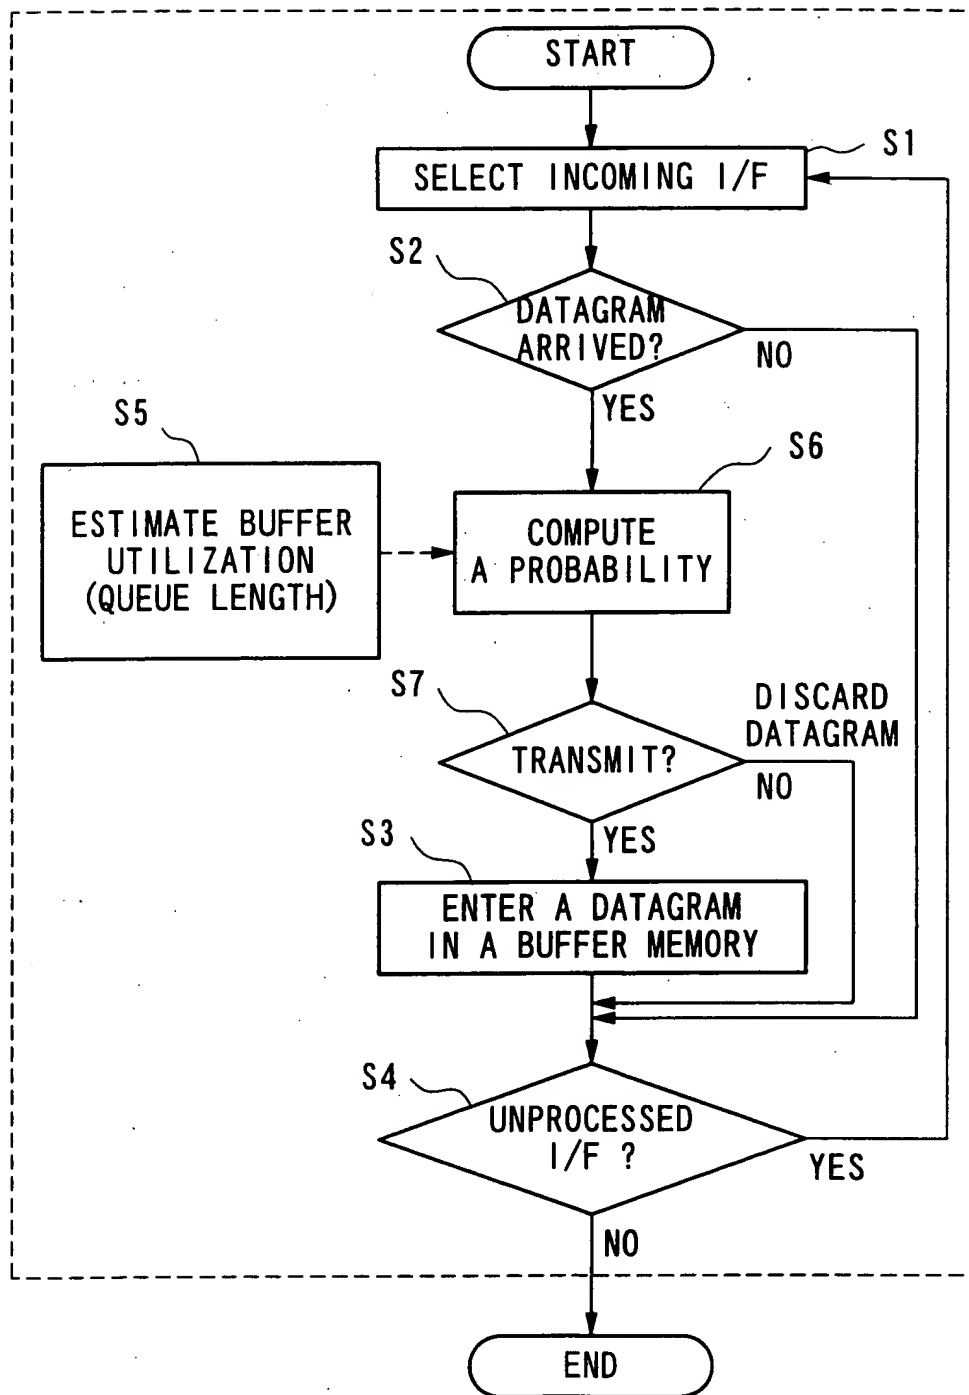 START
S1
SELECT INCOMING I/F
S2
DATAGRAM
ARRIVED?
NO
YES
S5
S6
ESTIMATE BUFFER
UTILIZATION
(QUEUE LENGTH)
COMPUTE
A PROBABILITY
S7
DISCARD
DATAGRAM
TRANSMIT?
NO
YES
S3
ENTER A DATAGRAM
IN A BUFFER MEMORY
S4
UNPROCESSED
I/F ?
YES
NO
END